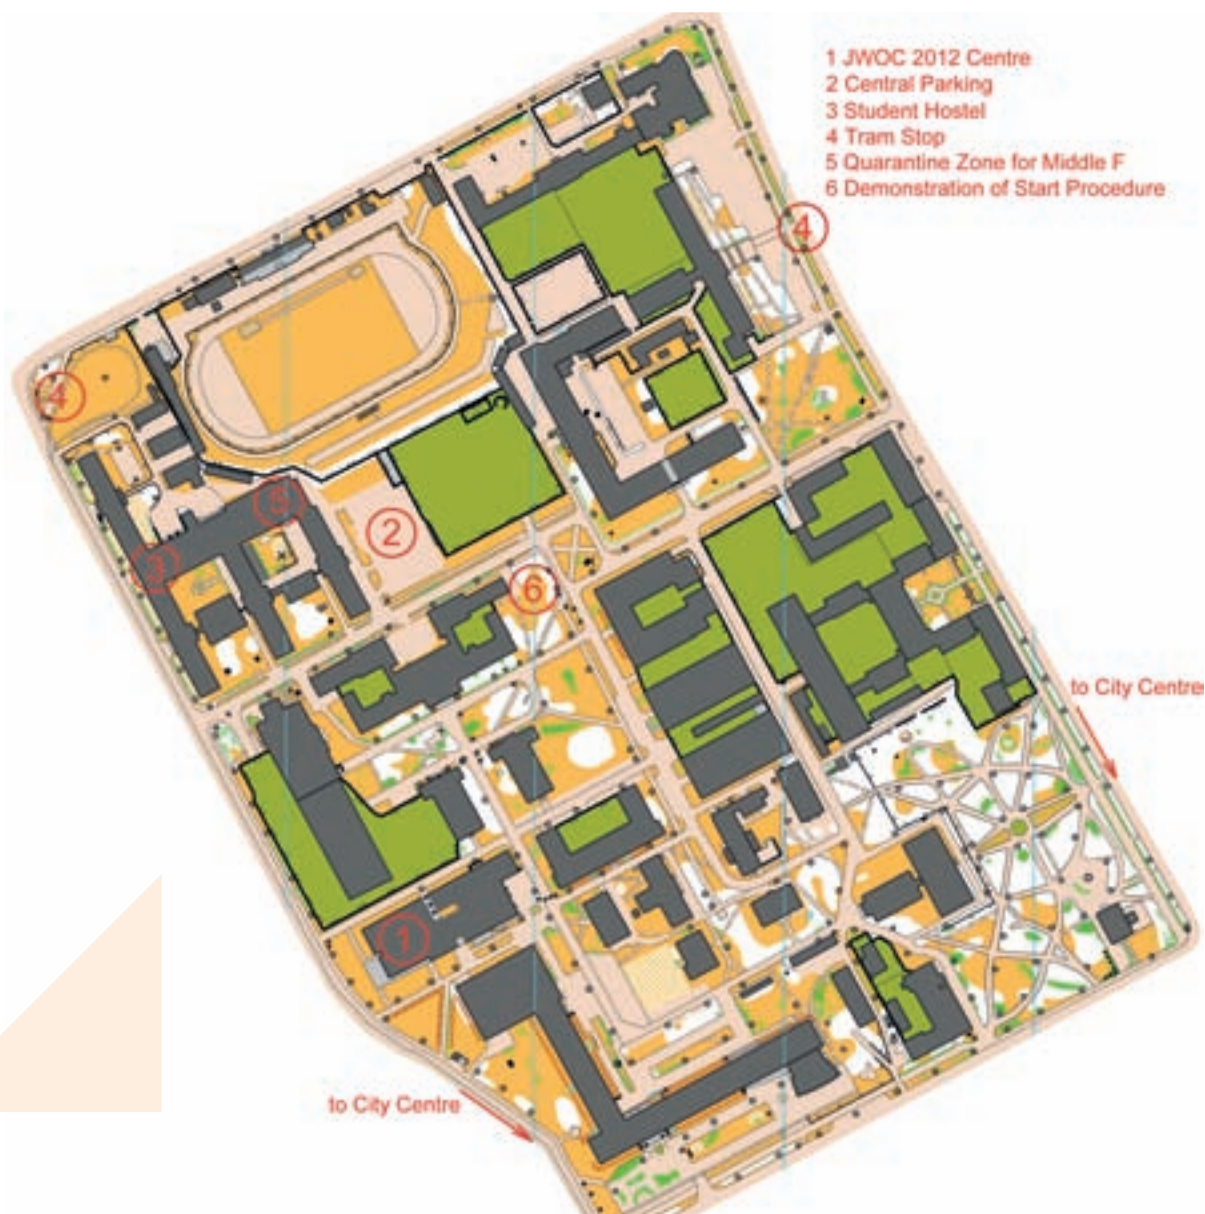 1 JWOC 2012 Centre
2 Central Parking
3 Student Hostel
4 Tram Stop
5 Quarantine Zone for Middle F
6 Demonstration of Start Procedure
4
4
5
2
3
6
to City Centre
1
to City Centre